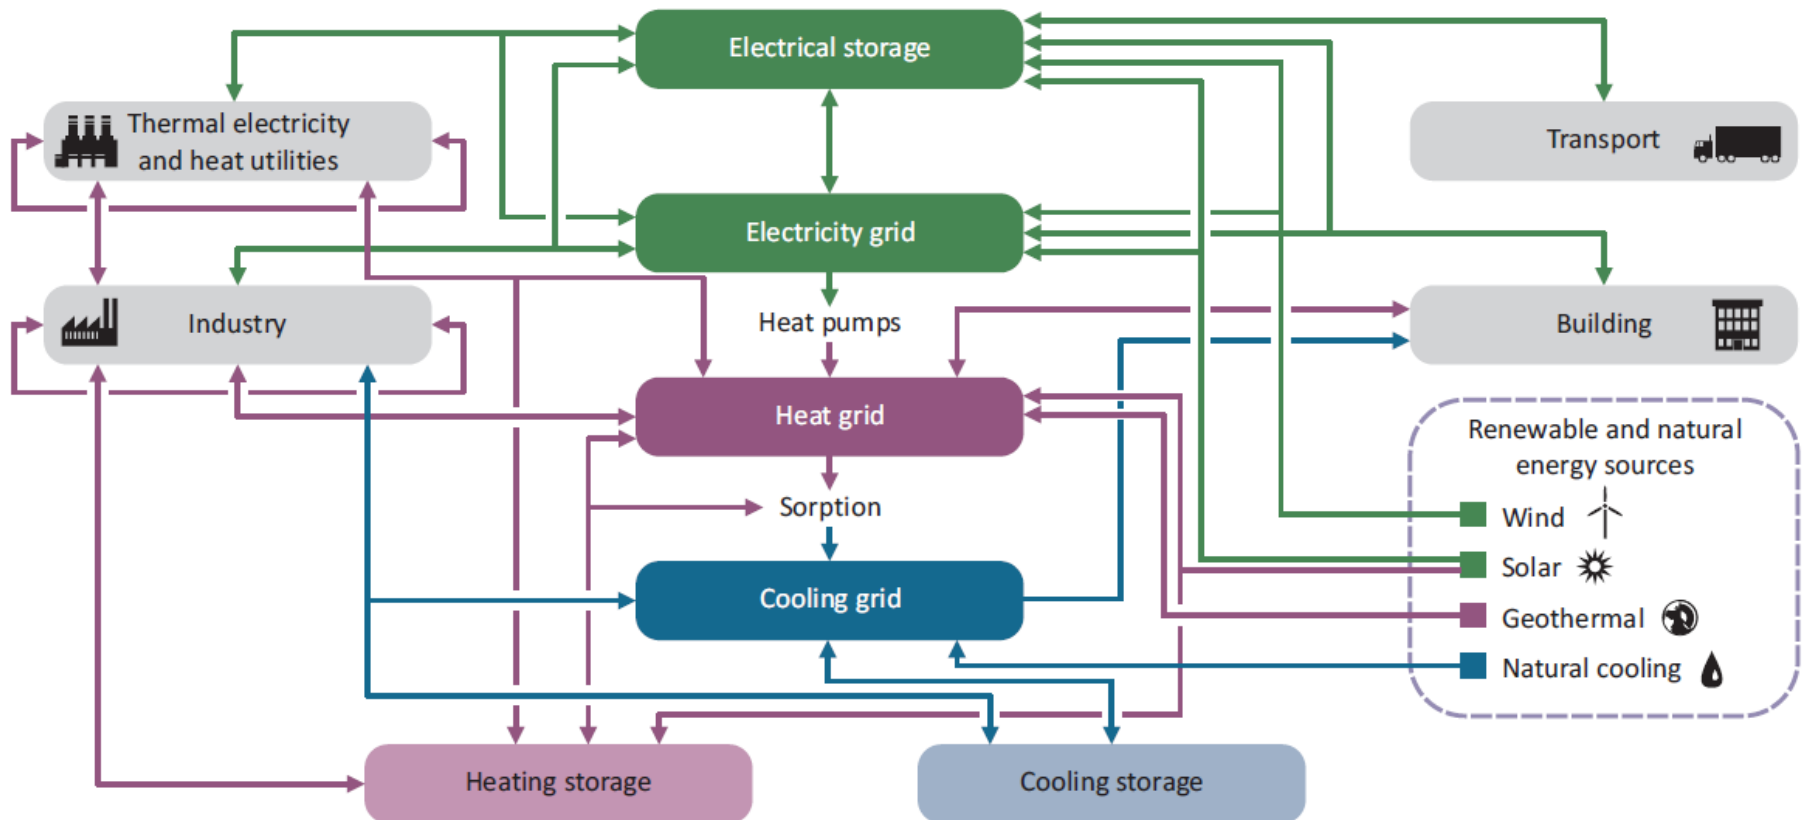 Electrical storage
Thermal electricity
and heat utilities
Transport
Electricity grid
Industry
Heat pumps
Building
Heat grid
Renewable and natural
energy sources
Sorption
Wind
Solar
Cooling grid
Geothermal
Natural cooling
Heating storage
Cooling storage